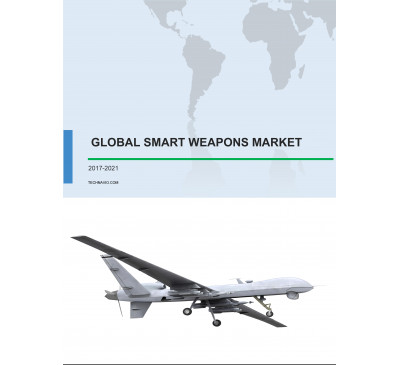 GLOBAL SMART WEAPONS MARKET
2017-2021
TECHNAVIO.COM